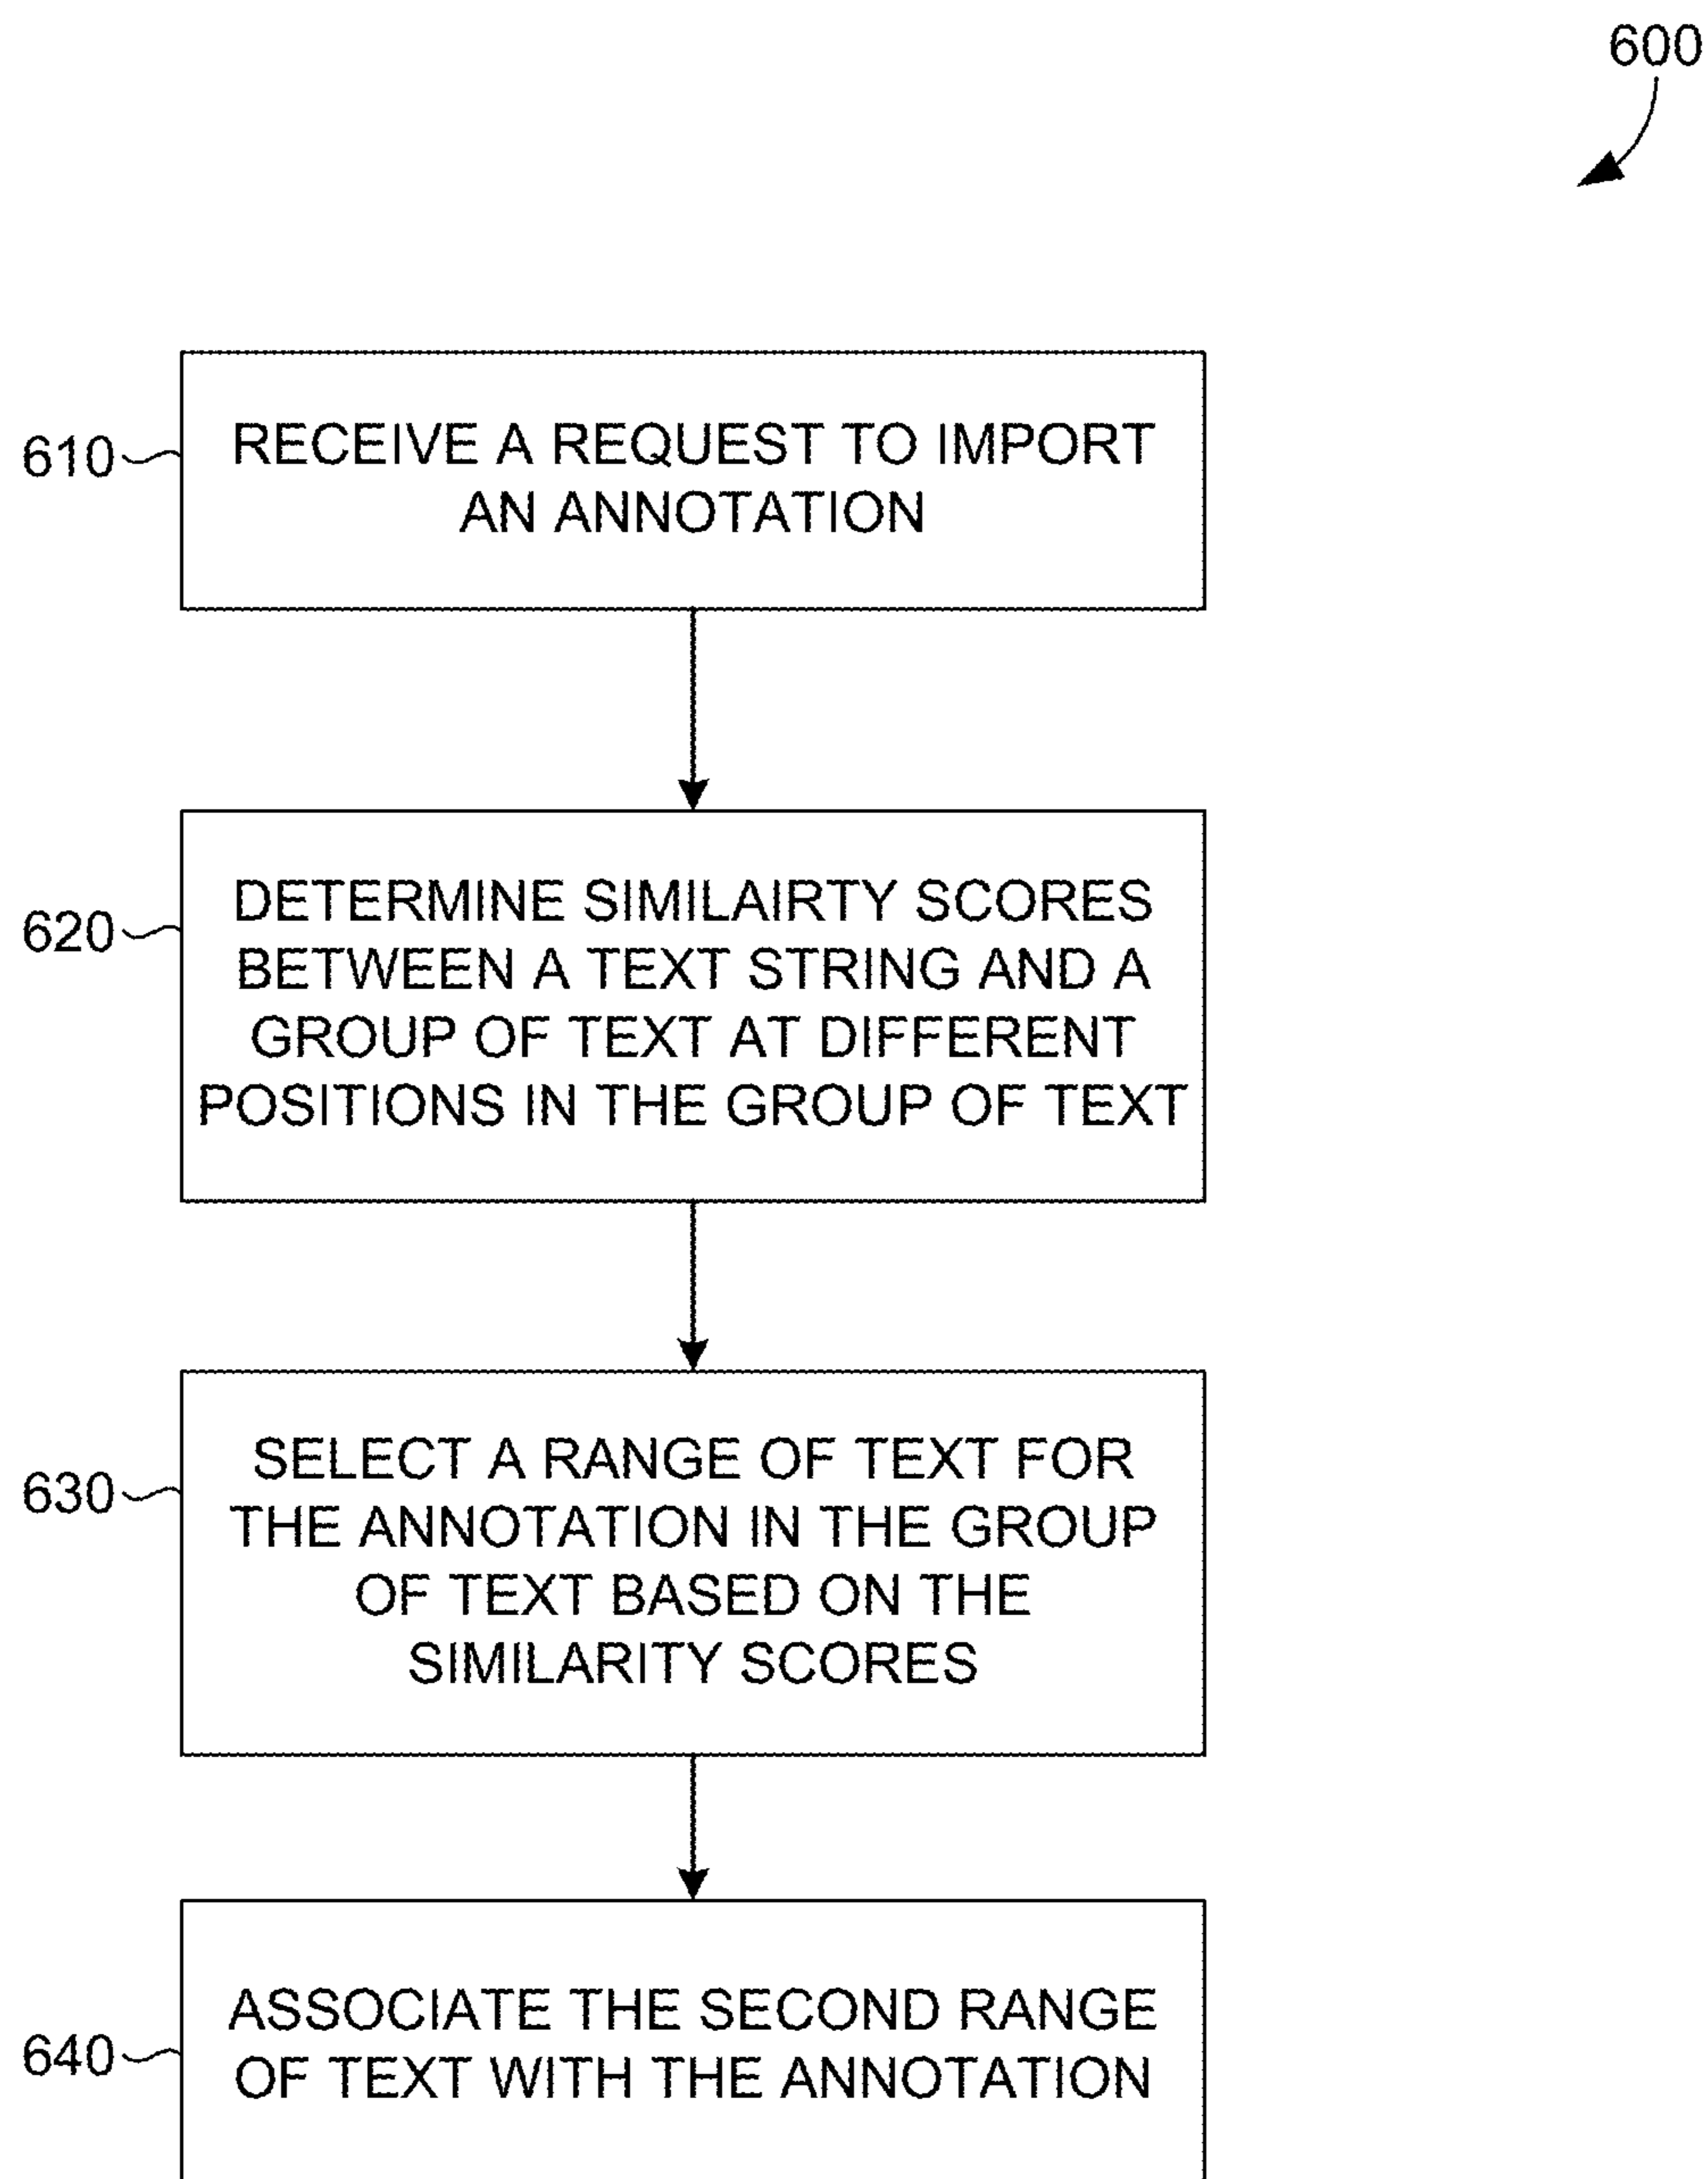 600
610
RECEIVE A REQUEST TO IMPORT
AN ANNOTATION
620
DETERMINE SIMILAIRTY SCORES
BETWEEN A TEXT STRING AND A
GROUP OF TEXT AT DIFFERENT
POSITIONS IN THE GROUP OF TEXT
630
SELECT A RANGE OF TEXT FOR
THE ANNOTATION IN THE GROUP
OF TEXT BASED ON THE
SIMILARITY SCORES
640
ASSOCIATE THE SECOND RANGE
OF TEXT WITH THE ANNOTATION